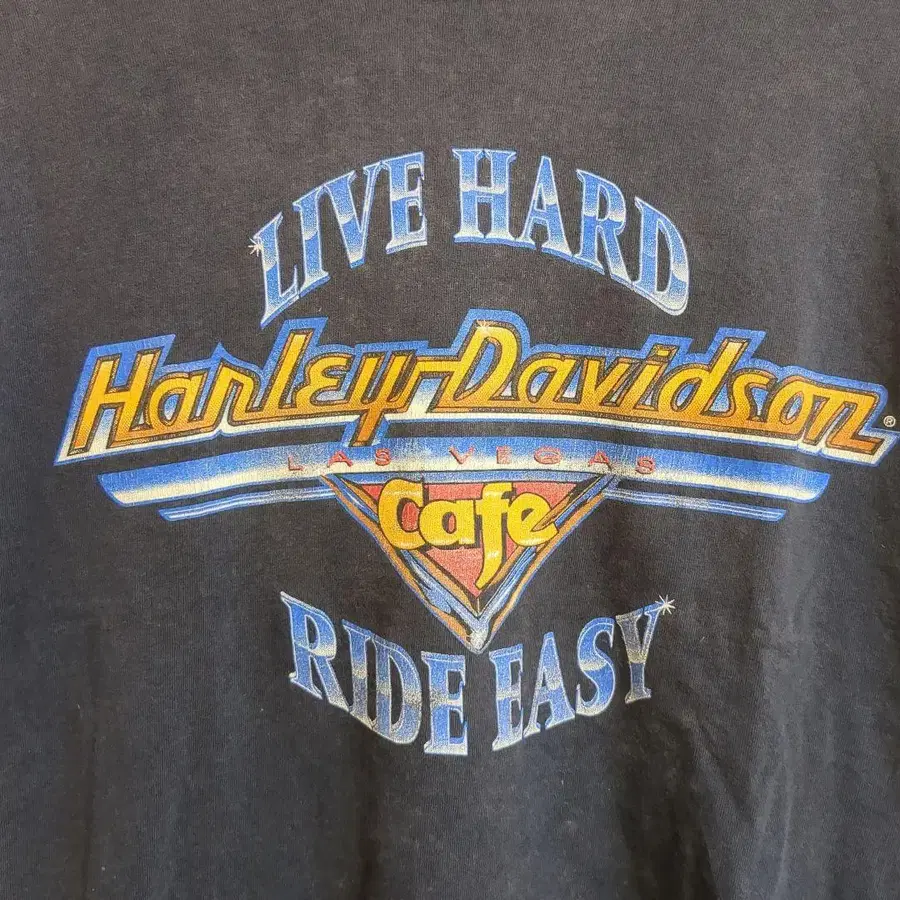 LIVE HARD
Harley-Davidson®
LAS VEGAS
Cafe
RIDE EASY